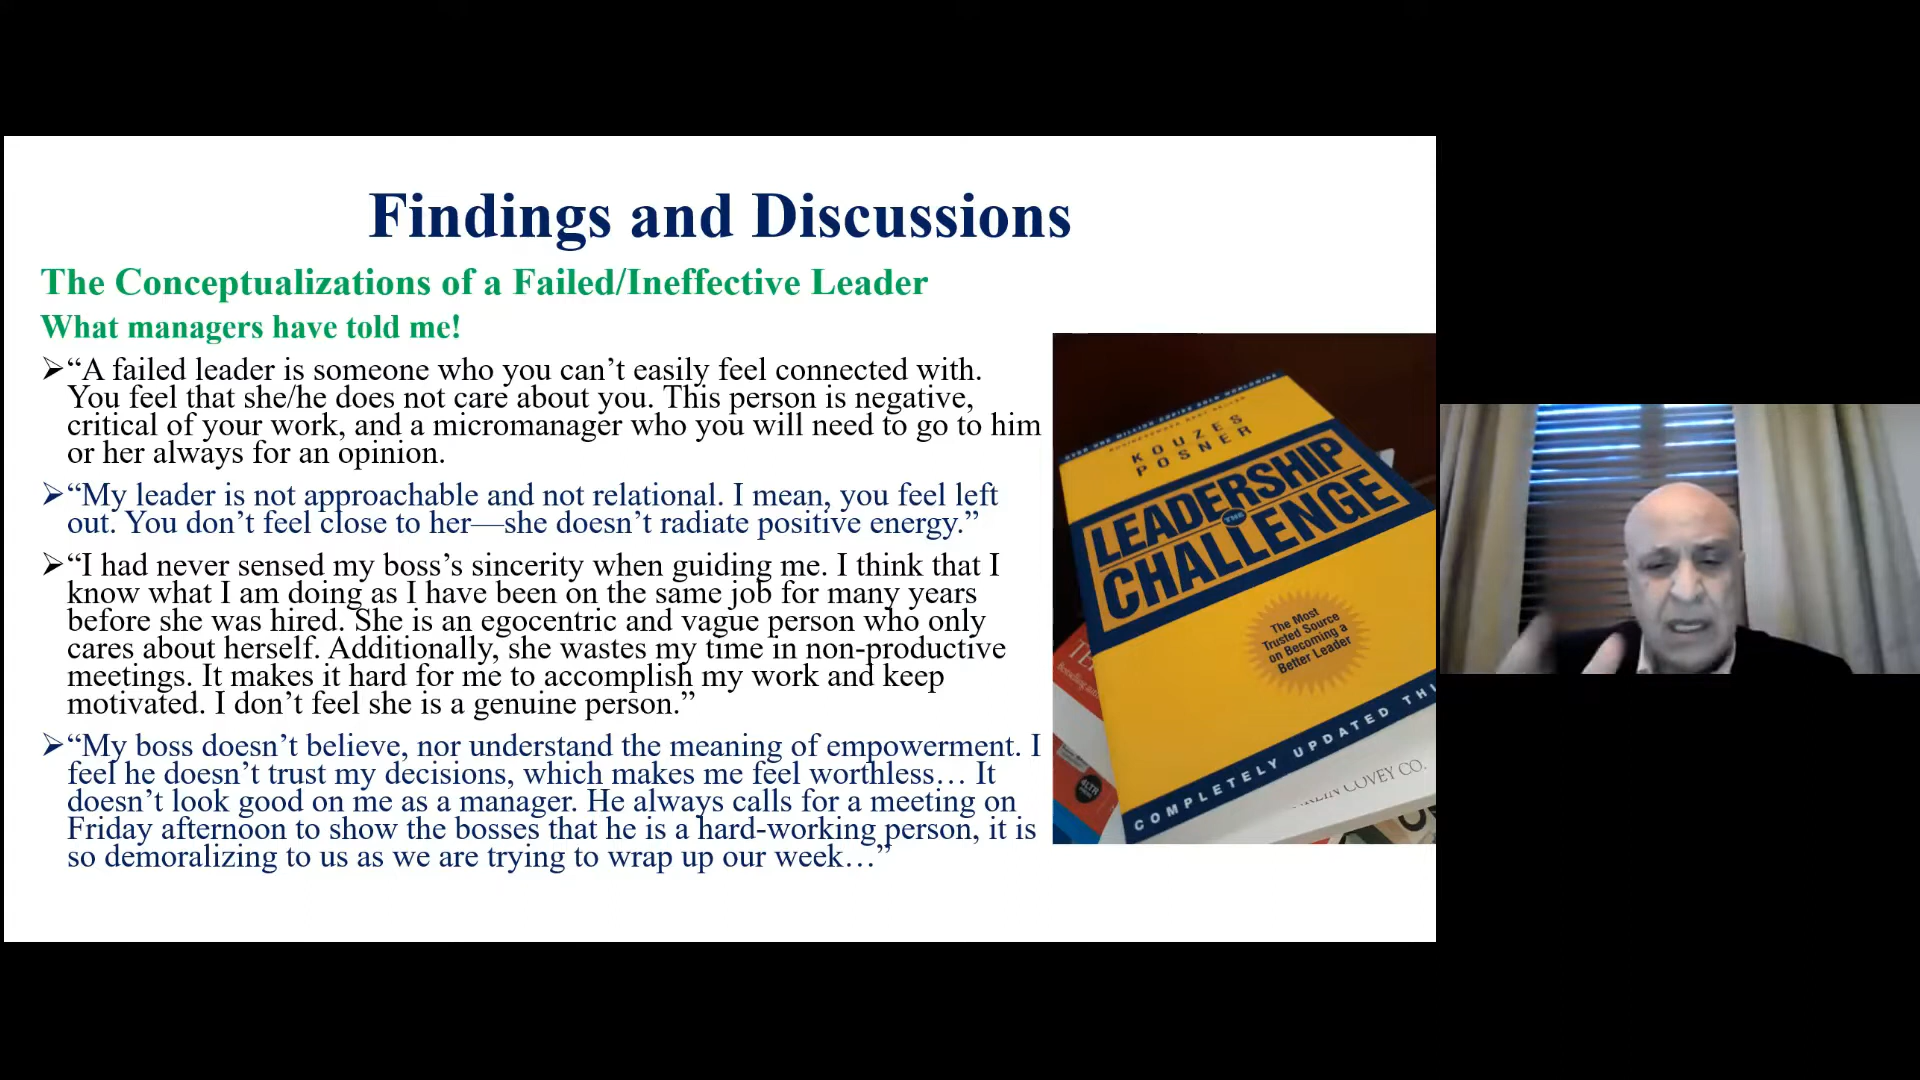 Findings and Discussions
The Conceptualizations of a Failed/Ineffective Leader
What managers have told me!
➢“A failed leader is someone who you can’t easily feel connected with.
You feel that she/he does not care about you. This person is negative,
critical of your work, and a micromanager who you will need to go to him
or her always for an opinion.
➢“My leader is not approachable and not relational. I mean, you feel left
out. You don’t feel close to her—she doesn’t radiate positive energy.”
➢“I had never sensed my boss’s sincerity when guiding me. I think that I
know what I am doing as I have been on the same job for many years
before she was hired. She is an egocentric and vague person who only
cares about herself. Additionally, she wastes my time in non-productive
meetings. It makes it hard for me to accomplish my work and keep
motivated. I don’t feel she is a genuine person.”
➢“My boss doesn’t believe, nor understand the meaning of empowerment. I
feel he doesn’t trust my decisions, which makes me feel worthless… It
doesn’t look good on me as a manager. He always calls for a meeting on
Friday afternoon to show the bosses that he is a hard-working person, it is
so demoralizing to us as we are trying to wrap up our week…”
KOUZES
POSNER
LEADERSHIP
THE
CHALLENGE
The Most
Trusted Source
on Becoming a
Better Leader
COMPLETELY UPDATED
COVEY CO.